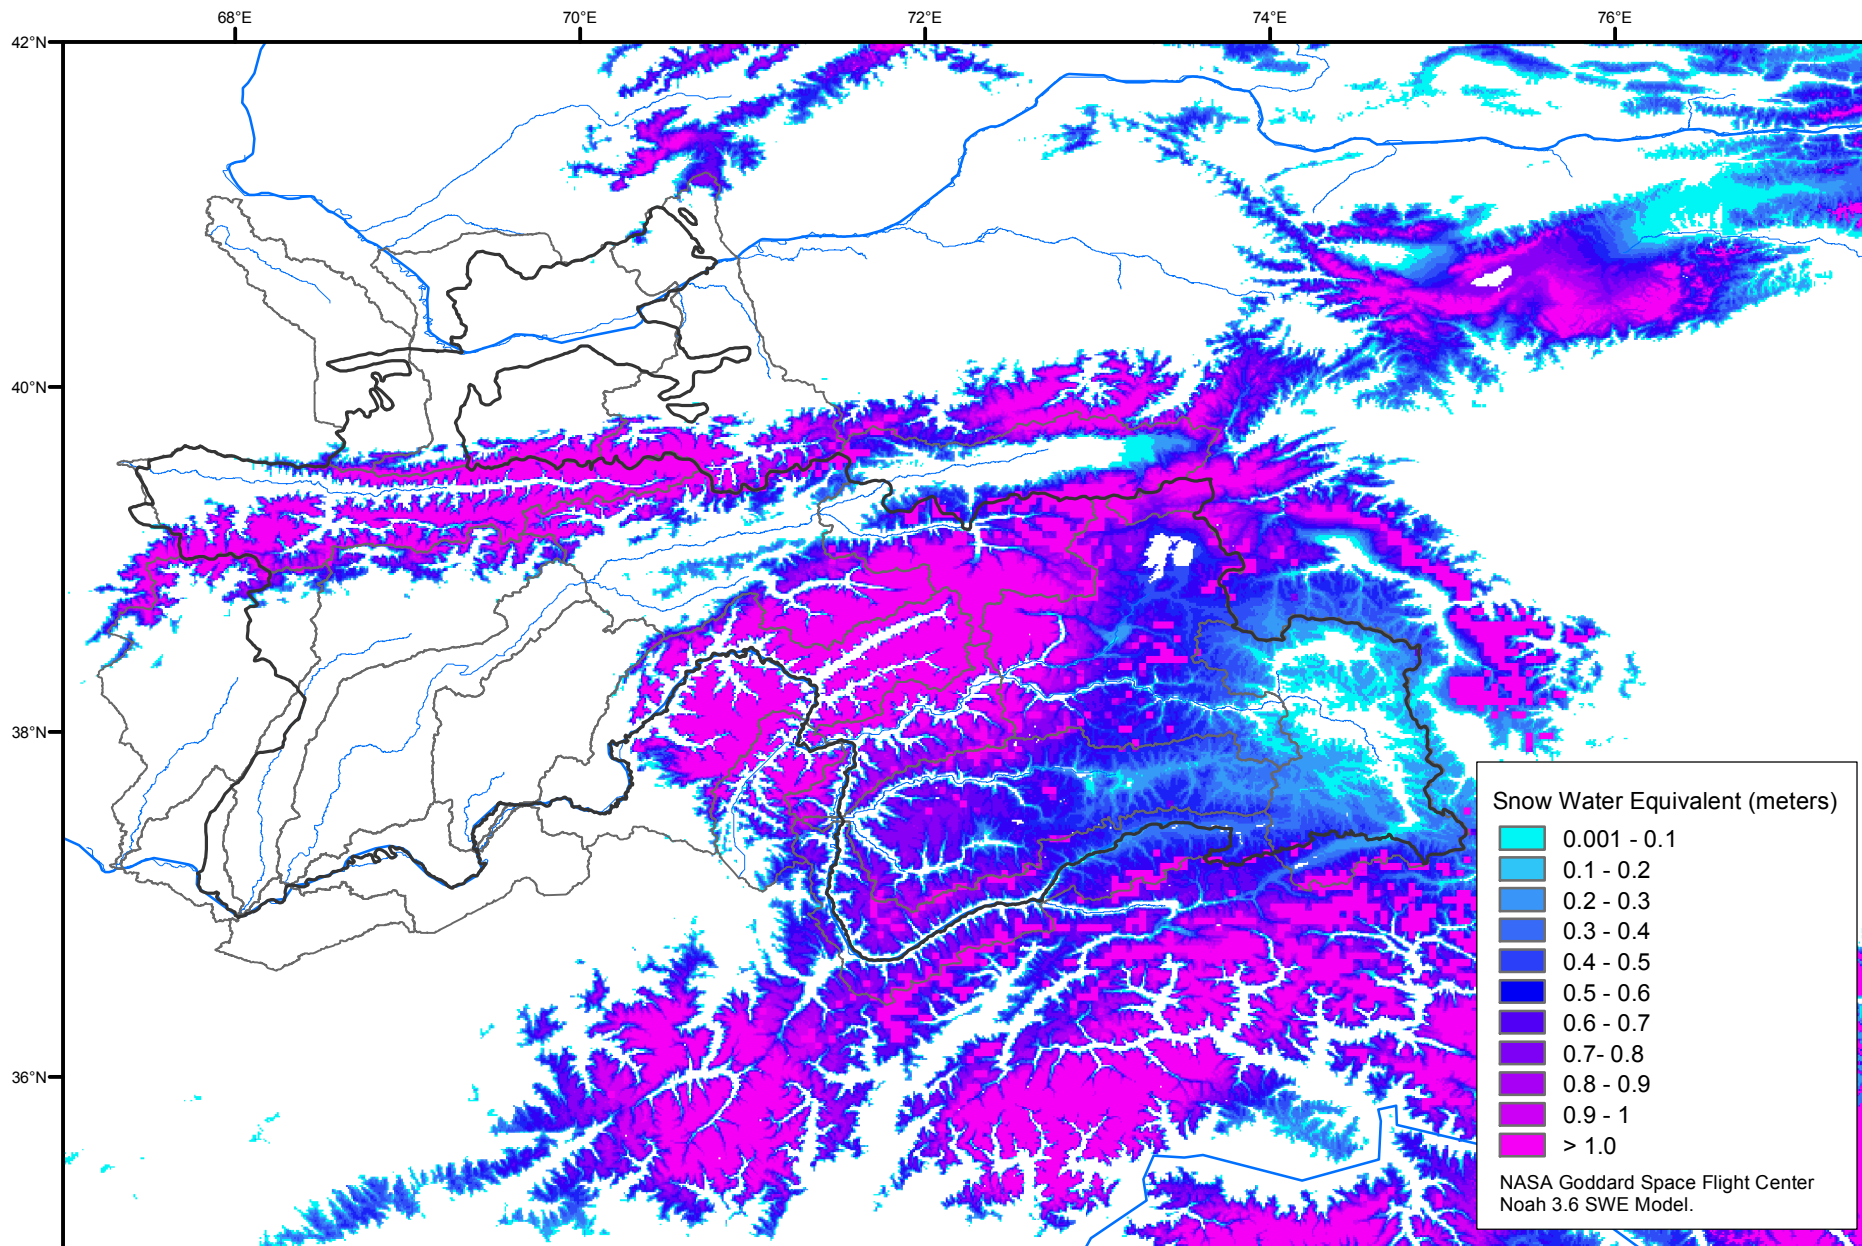 68°E
70°E
72°E
74°E
76°E
42°N
40°N
38°N
36°N
Snow Water Equivalent (meters)
0.001 - 0.1
0.1 - 0.2
0.2 - 0.3
0.3 - 0.4
0.4 - 0.5
0.5 - 0.6
0.6 - 0.7
0.7- 0.8
0.8 - 0.9
0.9 - 1
> 1.0
NASA Goddard Space Flight Center
Noah 3.6 SWE Model.